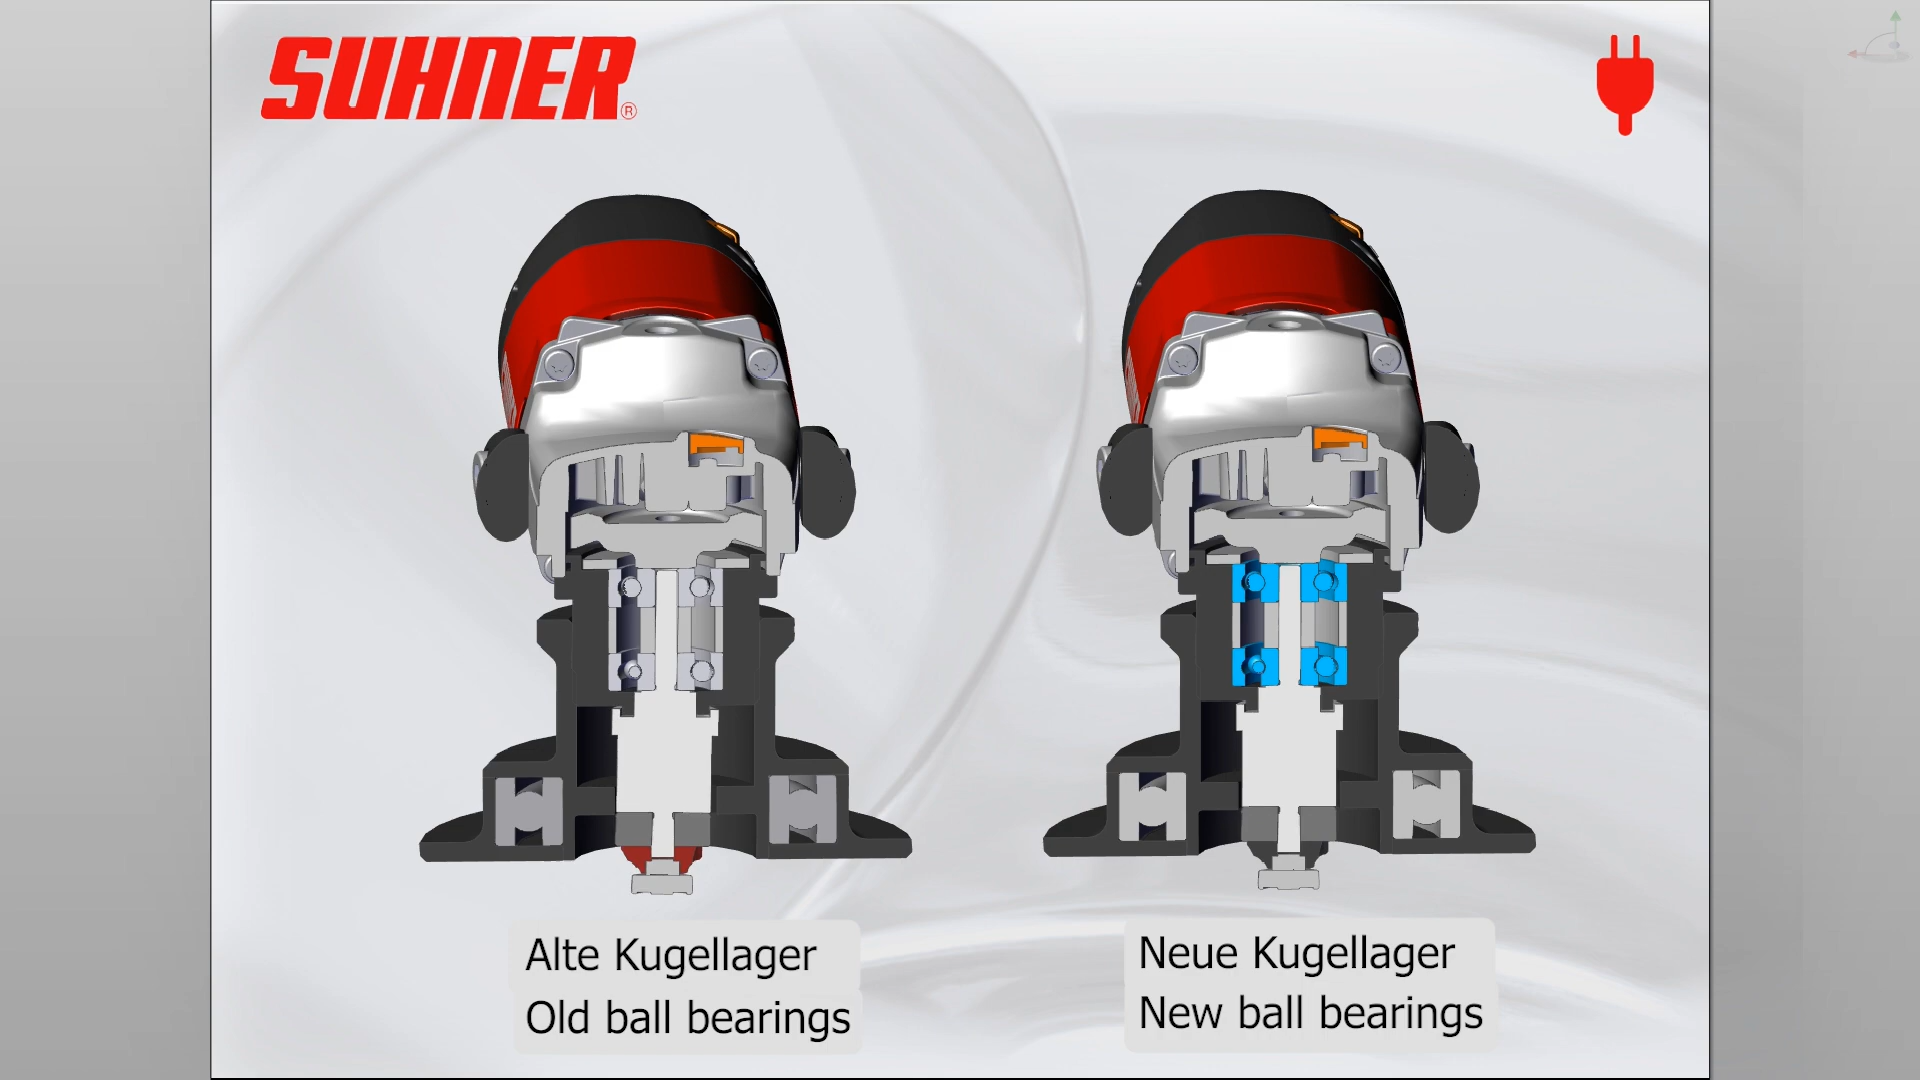 SUHNER®
Alte Kugellager
Old ball bearings
Neue Kugellager
New ball bearings